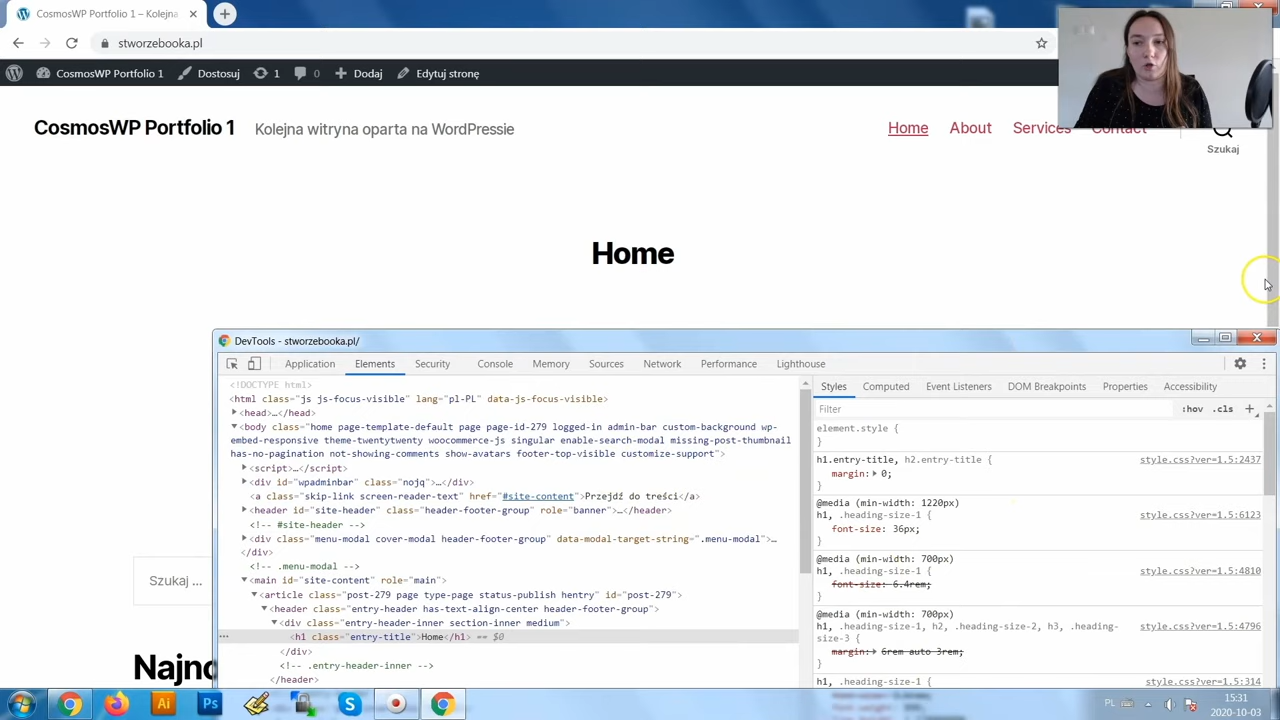 CosmosWP Portfolio 1 – Kolejna
stworzebooka.pl
CosmosWP Portfolio 1 Dostosuj 1 0 Dodaj Edytuj stronę
CosmosWP Portfolio 1 Kolejna witryna oparta na WordPressie Home About Services Contact
Szukaj
Home
Szukaj ...
DevTools - stworzebooka.pl/
Application Elements Security Console Memory Sources Network Performance Lighthouse
<!DOCTYPE html>
<html class="js js-focus-visible" lang="pl-PL" data-js-focus-visible>
<head>…</head>
<body class="home page-template-default page page-id-279 logged-in admin-bar custom-background wp-
embed-responsive theme-twentytwenty woocommerce-js singular enable-search-modal missing-post-thumbnail
has-no-pagination not-showing-comments show-avatars footer-top-visible customize-support">
<script>…</script>
<div id="wpadminbar" class="nojq">…</div>
<a class="skip-link screen-reader-text" href="#site-content">Przejdź do treści</a>
<header id="site-header" class="header-footer-group" role="banner">…</header>
<!-- #site-header -->
<div class="menu-modal cover-modal header-footer-group" data-modal-target-string=".menu-modal">…
</div>
<!-- .menu-modal -->
<main id="site-content" role="main">
<article class="post-279 page type-page status-publish hentry" id="post-279">
<header class="entry-header has-text-align-center header-footer-group">
<div class="entry-header-inner section-inner medium">
<h1 class="entry-title">Home</h1> == $0
</div>
<!-- .entry-header-inner -->
</header>
Styles Computed Event Listeners DOM Breakpoints Properties Accessibility
Filter :hov .cls +
element.style {
}
h1.entry-title, h2.entry-title { style.css?ver=1.5:2437
margin: 0;
}
@media (min-width: 1220px)
h1, .heading-size-1 { style.css?ver=1.5:6123
font-size: 36px;
}
@media (min-width: 700px)
h1, .heading-size-1 { style.css?ver=1.5:4810
font-size: 6.4rem;
}
@media (min-width: 700px)
h1, .heading-size-1, h2, .heading-size-2, h3, .heading- style.css?ver=1.5:4796
size-3 {
margin: 6rem auto 3rem;
}
h1, .heading-size-1 { style.css?ver=1.5:314
Najno
Ai Ps PL 15:31
2020-10-03